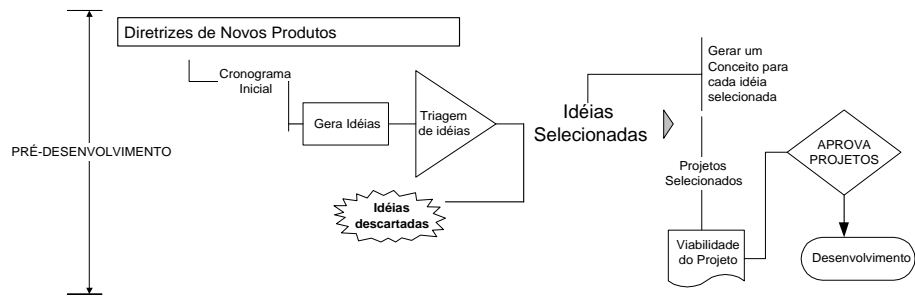 Diretrizes de Novos Produtos
Cronograma
Inicial
Gera Idéias
Triagem
de idéias
Idéias
Selecionadas
Gerar um
Conceito para
cada idéia
selecionada
PRÉ-DESENVOLVIMENTO
Projetos
Selecionados
APROVA
PROJETOS
Idéias
descartadas
Viabilidade
do Projeto
Desenvolvimento